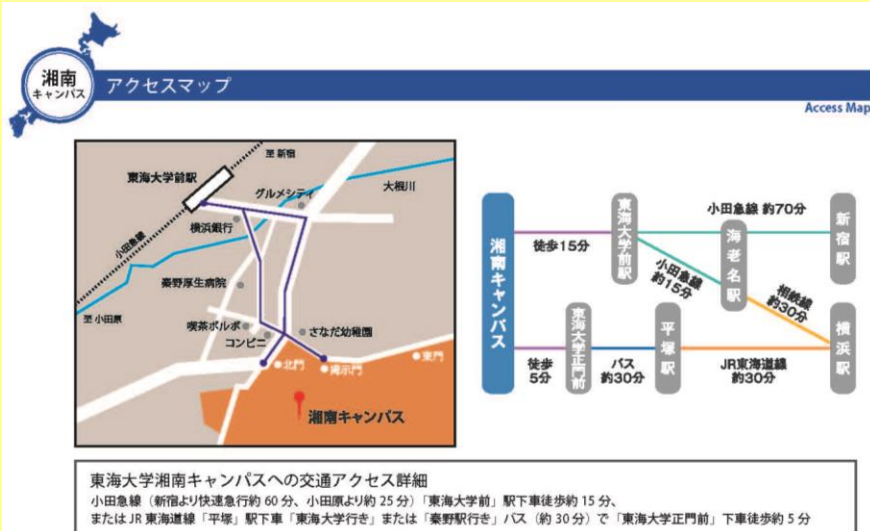 湘南
キャンパス
アクセスマップ
Access Map
至 新宿
東海大学前駅
グルメシティ
大根川
横浜銀行
小田急線
秦野厚生病院
至 小田原
喫茶ボルボ
さなだ幼稚園
コンビニ
北門
掲示門
東門
湘南キャンパス
湘南キャンパス
徒歩15分
東海大学前駅
小田急線 約70分
新宿駅
小田急線
約15分
海老名駅
相鉄線
約30分
横浜駅
徒歩
5分
東海大学正門前
バス
約30分
平塚駅
JR東海道線
約30分
東海大学湘南キャンパスへの交通アクセス詳細
小田急線（新宿より快速急行約 60 分、小田原より約 25 分）「東海大学前」駅下車徒歩約 15 分、
または JR 東海道線「平塚」駅下車「東海大学行き」または「秦野駅行き」バス（約 30 分）で「東海大学正門前」下車徒歩約 5 分